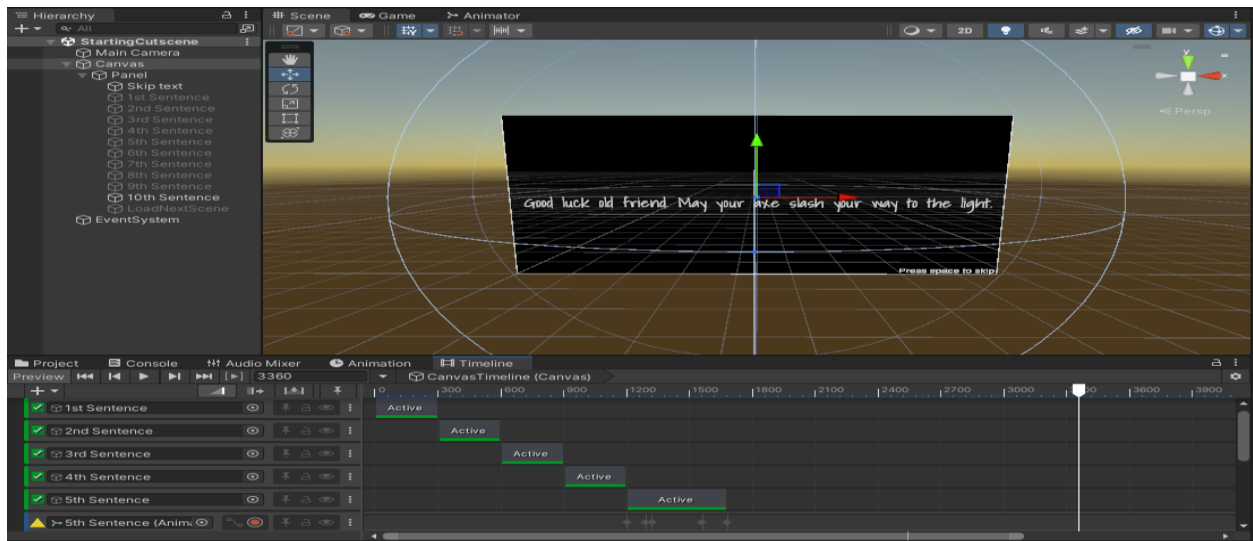 Hierarchy
Scene
Game
Animator
All
2D
StartingCutscene
Main Camera
Canvas
Panel
Skip text
1st Sentence
2nd Sentence
3rd Sentence
4th Sentence
5th Sentence
6th Sentence
7th Sentence
8th Sentence
9th Sentence
10th Sentence
LoadNextScene
EventSystem
y
x
Persp
Good luck old friend. May your axe slash your way to the light.
Press space to skip
Project
Console
Audio Mixer
Animation
Timeline
Preview
3360
CanvasTimeline (Canvas)
0 300 600 900 1200 1500 1800 2100 2400 2700 3000 3600 3900
1st Sentence Active
2nd Sentence Active
3rd Sentence Active
4th Sentence Active
5th Sentence Active
5th Sentence (Anim